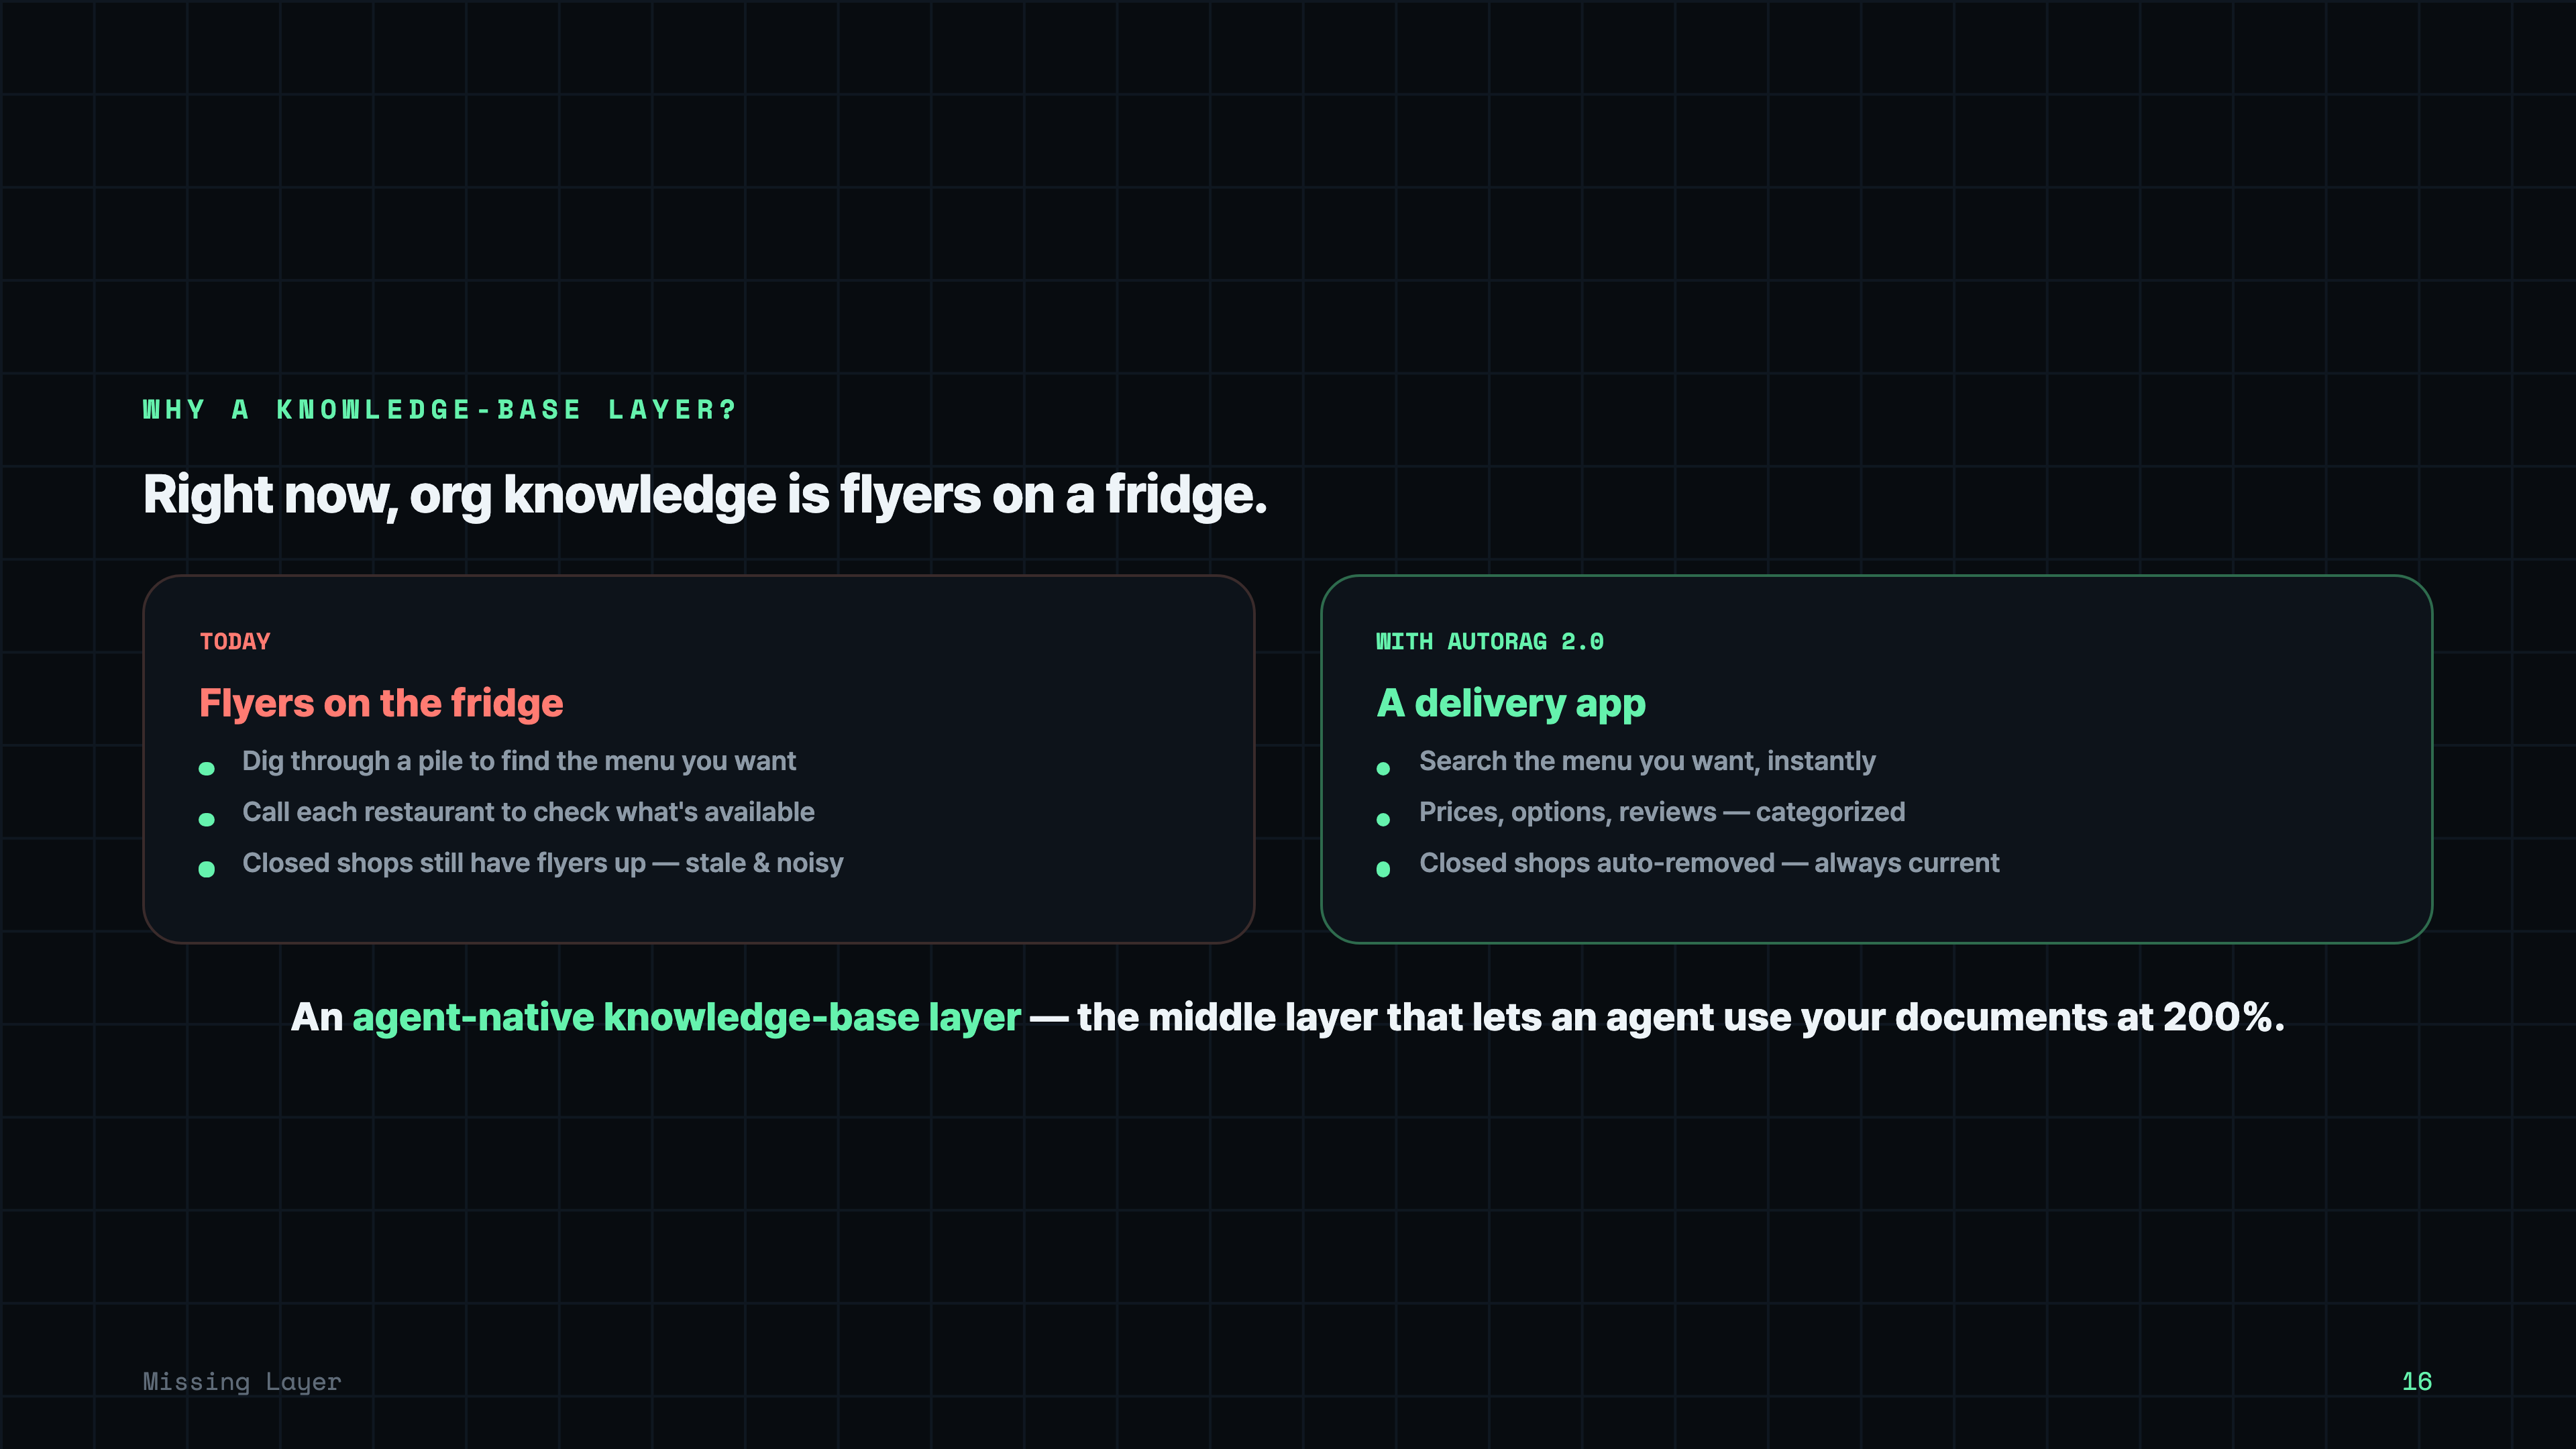 WHY A KNOWLEDGE-BASE LAYER?
Right now, org knowledge is flyers on a fridge.
TODAY
Flyers on the fridge
Dig through a pile to find the menu you want
Call each restaurant to check what's available
Closed shops still have flyers up — stale & noisy
WITH AUTORAG 2.0
A delivery app
Search the menu you want, instantly
Prices, options, reviews — categorized
Closed shops auto-removed — always current
An agent-native knowledge-base layer — the middle layer that lets an agent use your documents at 200%.
Missing Layer
16